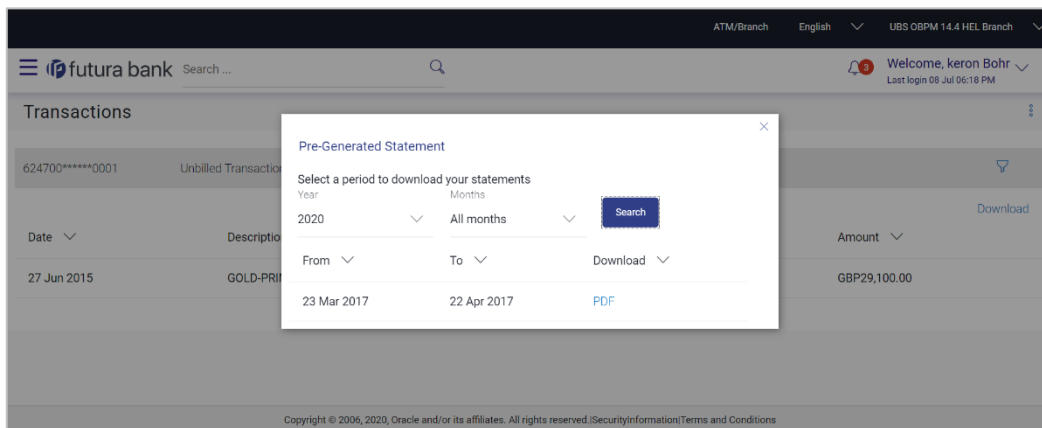 ATM/Branch English UBS OBPM 14.4 HEL Branch
futura bank Search ... 3 Welcome, keron Bohr
Last login 08 Jul 06:18 PM
Transactions
Pre-Generated Statement
624700******0001 Unbilled Transaction
Select a period to download your statements
Year Months
2020 All months Search
Download
Date Descriptio Amount
From To Download
27 Jun 2015 GOLD-PRI GBP29,100.00
23 Mar 2017 22 Apr 2017 PDF
Copyright © 2006, 2020, Oracle and/or its affiliates. All rights reserved.|SecurityInformation|Terms and Conditions